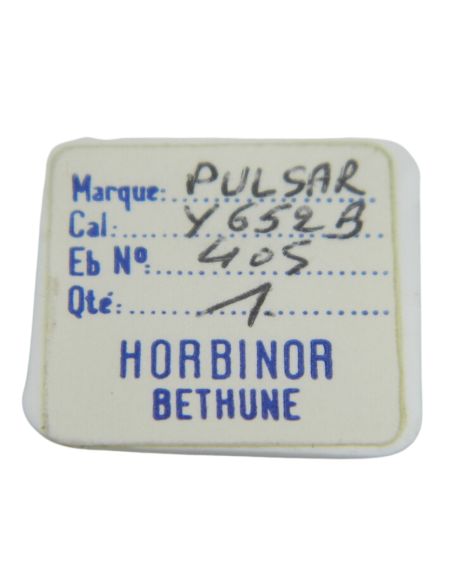 Marque: PULSAR
Cal: Y652B
Eb Nº: 405
Qté: 1
HORBINOR
BETHUNE